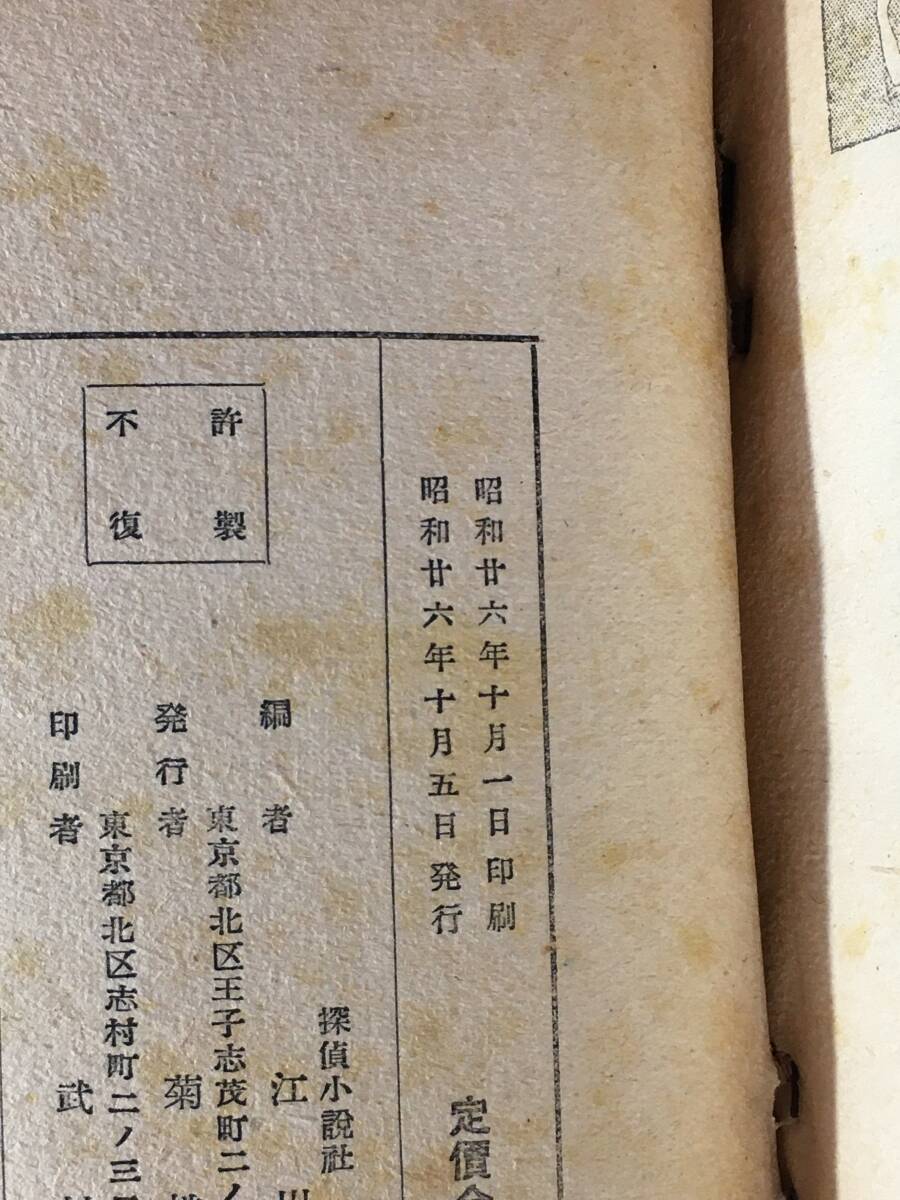 昭和廿六年十月一日印刷
昭和廿六年十月五日発行
定價
許製
不復
探偵小說社
編者 江
東京都北区王子志茂町二ノ
発行者 菊
東京都北区志村町二ノ三
印刷者 武